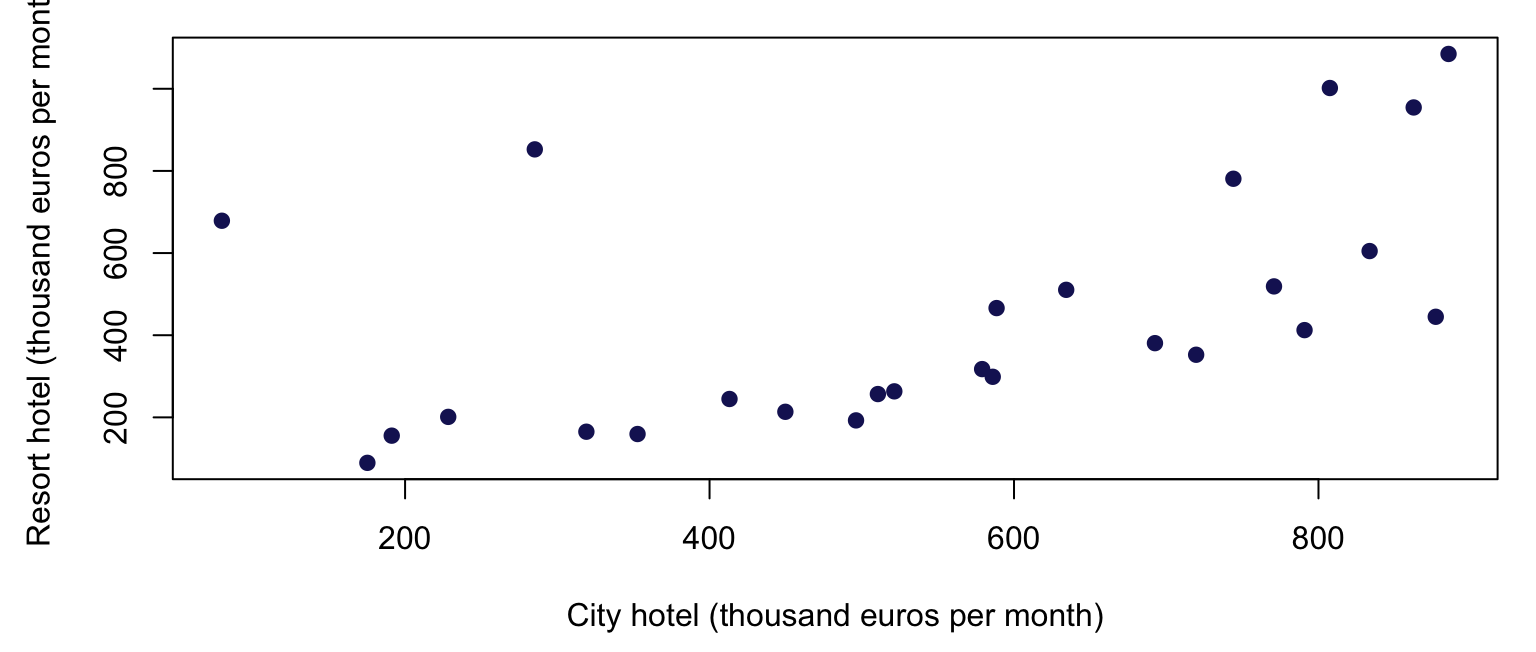 Resort hotel (thousand euros per mont
800
600
400
200
200 400 600 800
City hotel (thousand euros per month)